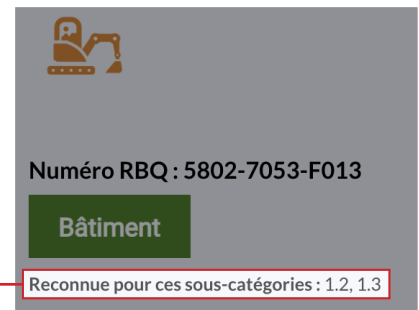 Numéro RBQ : 5802-7053-F013
Bâtiment
Reconnue pour ces sous-catégories : 1.2, 1.3